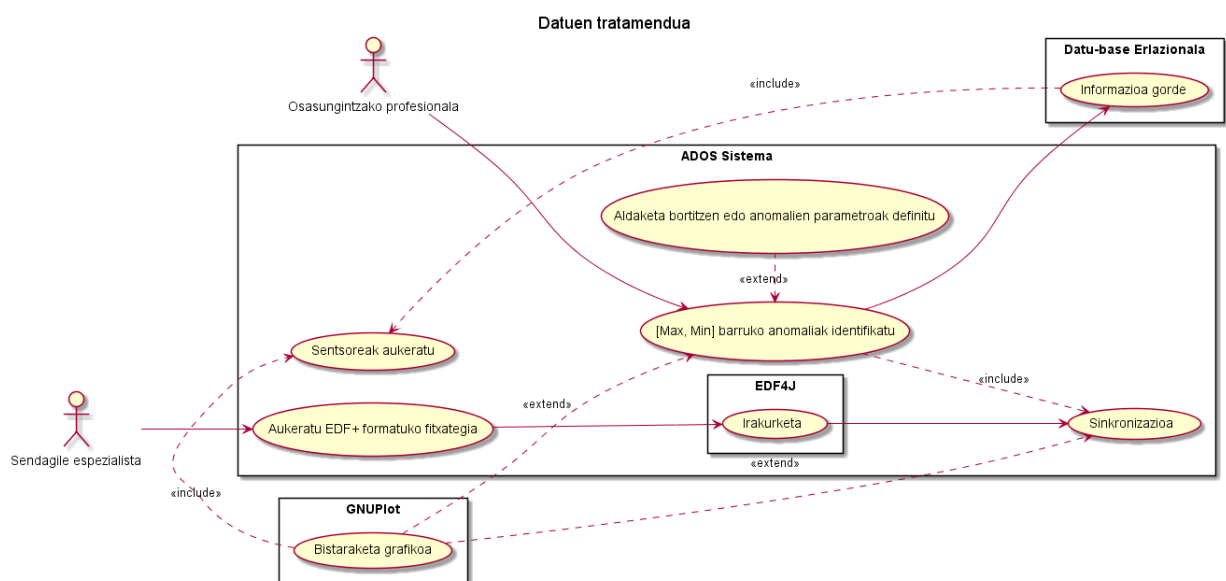 Datuen tratamendua
Datu-base Erlazionala
Informazioa gorde
Osasungintzako profesionala
«include»
ADOS Sistema
Aldaketa bortitzen edo anomalien parametroak definitu
«extend»
[Max, Min] barruko anomaliak identifikatu
Sentsoreak aukeratu
«include»
EDF4J
«extend»
Aukeratu EDF+ formatuko fitxategia
Irakurketa
Sinkronizazioa
Sendagile espezialista
«extend»
«include»
GNUPlot
Bistaraketa grafikoa